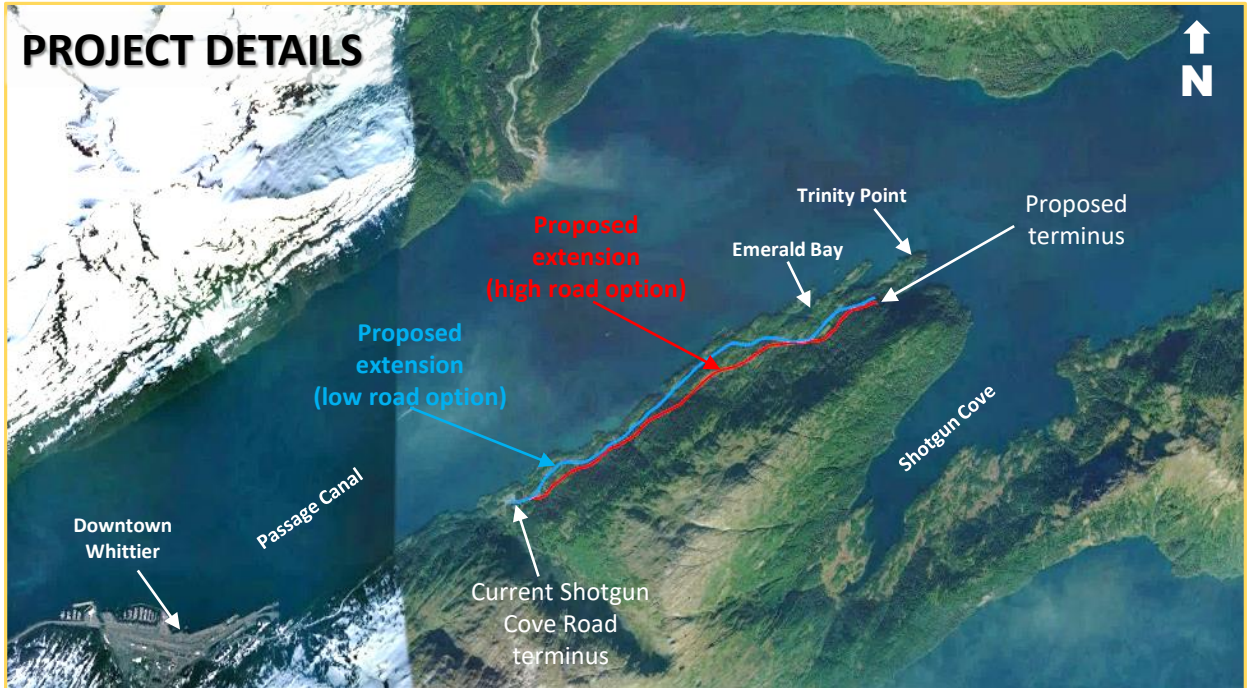 PROJECT DETAILS
N
Trinity Point
Proposed
terminus
Proposed
extension
(high road option)
Emerald Bay
Proposed
extension
(low road option)
Shotgun Cove
Passage Canal
Downtown
Whittier
Current Shotgun
Cove Road
terminus